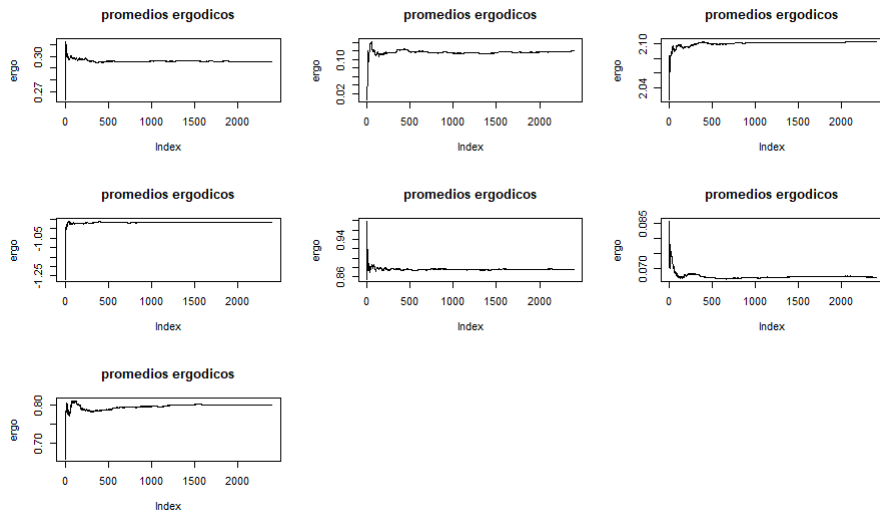 promedios ergodicos
ergo
0.27 0.30
0 500 1000 1500 2000
Index
promedios ergodicos
ergo
0.02 0.10
0 500 1000 1500 2000
Index
promedios ergodicos
ergo
2.04 2.10
0 500 1000 1500 2000
Index
promedios ergodicos
ergo
-1.25 -1.05
0 500 1000 1500 2000
Index
promedios ergodicos
ergo
0.86 0.94
0 500 1000 1500 2000
Index
promedios ergodicos
ergo
0.070 0.085
0 500 1000 1500 2000
Index
promedios ergodicos
ergo
0.70 0.80
0 500 1000 1500 2000
Index